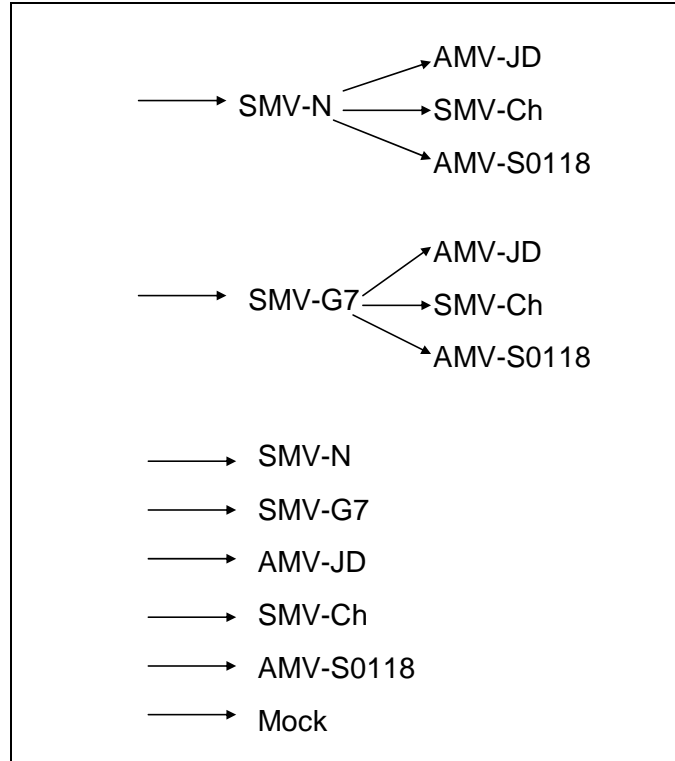 AMV-JD
SMV-N
SMV-Ch
AMV-S0118
AMV-JD
SMV-G7
SMV-Ch
AMV-S0118
SMV-N
SMV-G7
AMV-JD
SMV-Ch
AMV-S0118
Mock